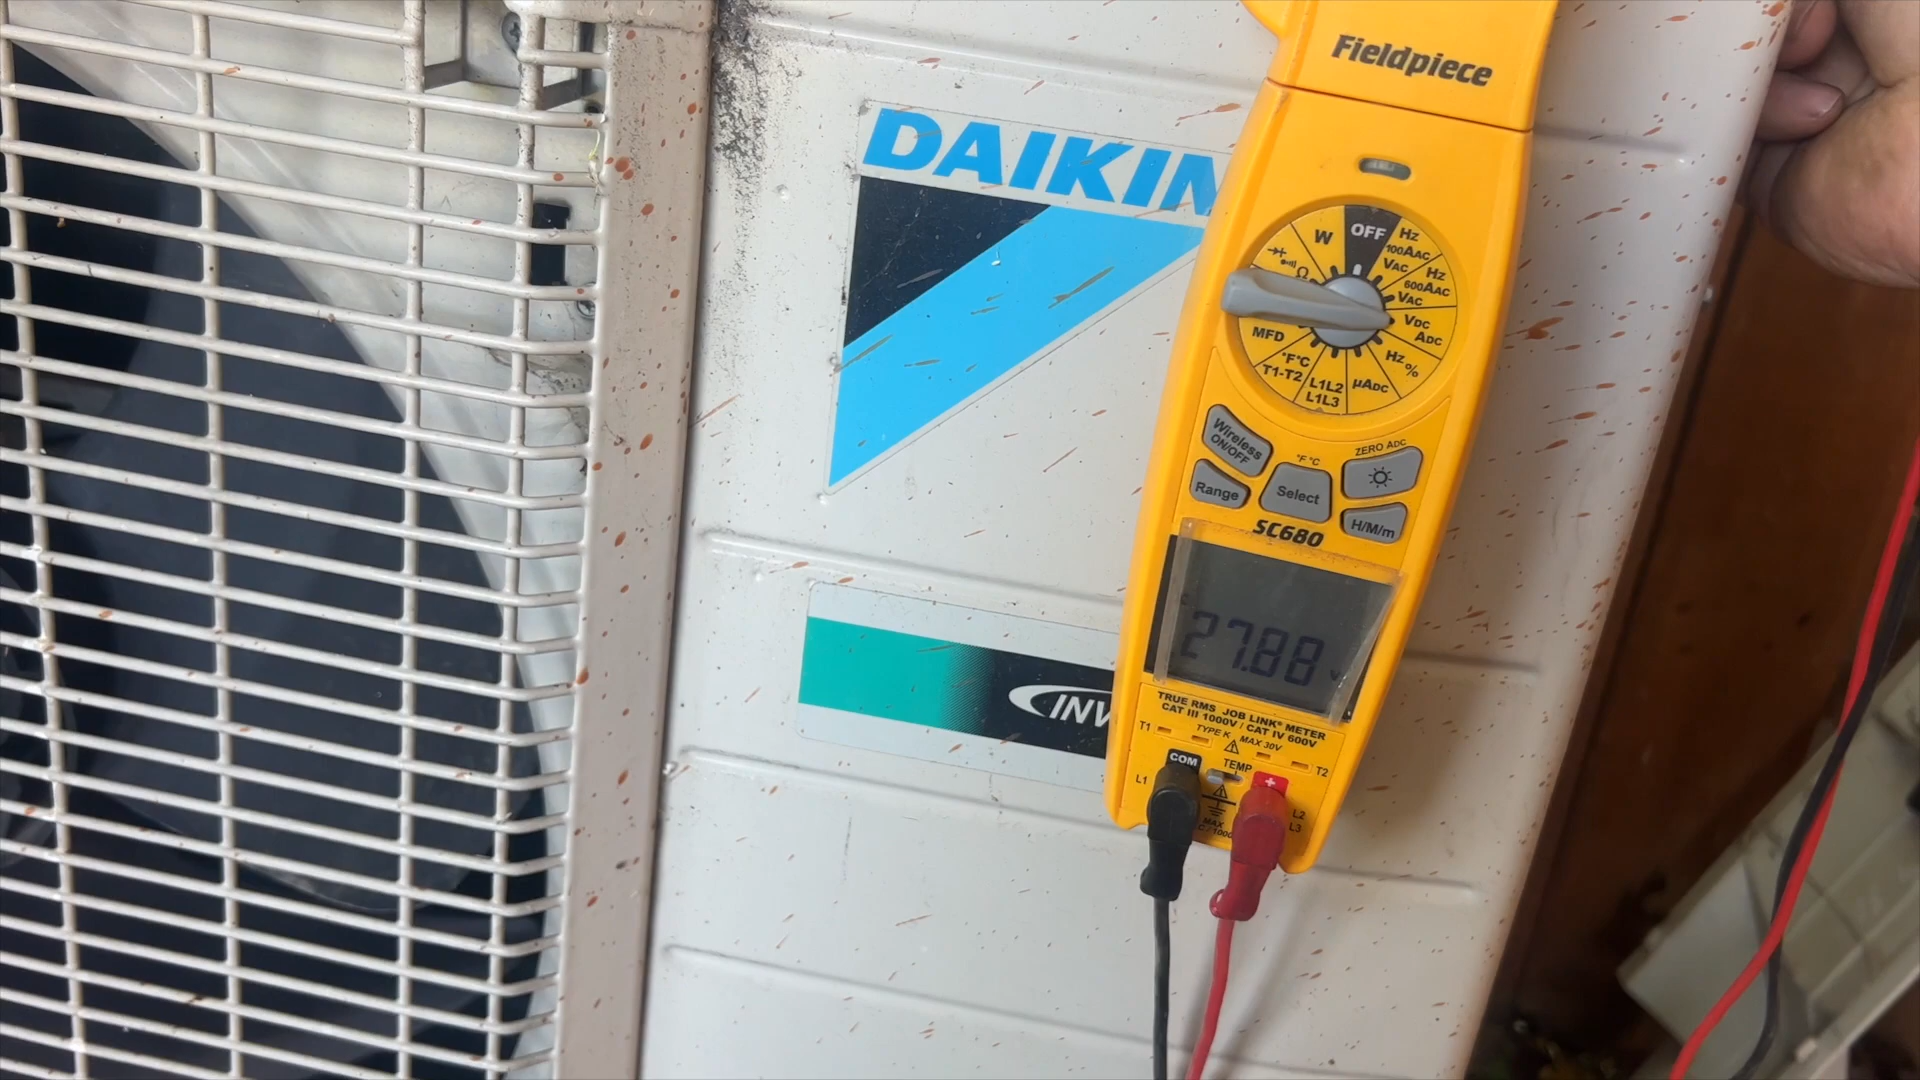 Fieldpiece
DAIKIN
OFF
W
Hz
100AAC
VAC
Hz
600AAC
VAC
Ω
VDC
ADC
MFD
Hz
%
°F°C
T1-T2
L1L2
L1L3
μADC
Wireless
ON/OFF
ZERO ADC
°F °C
Range
Select
H/M/m
SC680
27.88
V
INV
TRUE RMS JOB LINK® METER
CAT III 1000V / CAT IV 600V
TYPE K MAX 30V
T1
T2
COM
TEMP
+
L1
L2
L3
MAX